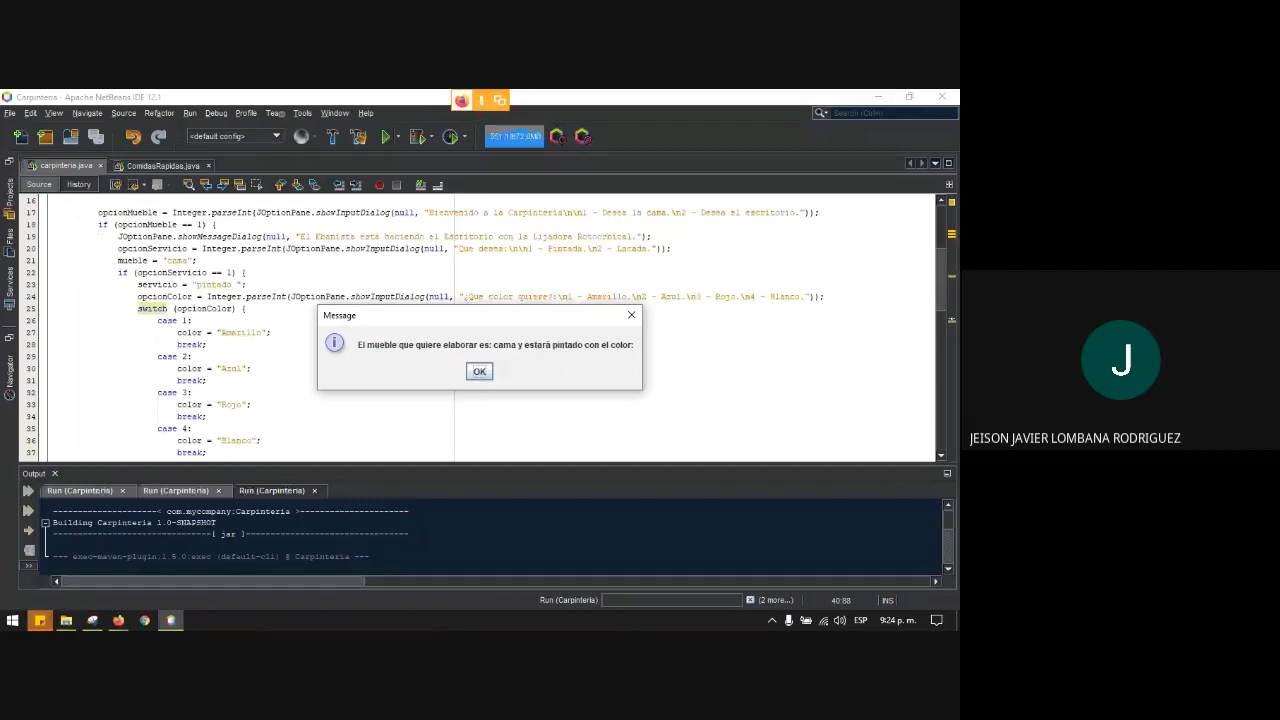 Carpinteria - Apache NetBeans IDE 12.1
File Edit View Navigate Source Refactor Run Debug Profile Team Tools Window Help
Search (Ctrl+I)
<default config>
carpinteria.java ComidasRapidas.java
Source History
Projects
Files
Services
Navigator
16
17 opcionMueble = Integer.parseInt(JOptionPane.showInputDialog(null, "Bienvenido a la Carpintería\n\n1 - Desea la cama.\n2 - Desea el escritorio."));
18 if (opcionMueble == 1) {
19 JOptionPane.showMessageDialog(null, "El Ebanista está haciendo el Escritorio con la Lijadora Rotoorbital.");
20 opcionServicio = Integer.parseInt(JOptionPane.showInputDialog(null, "Que desea:\n\n1 - Pintada.\n2 - Lacada."));
21 mueble = "cama";
22 if (opcionServicio == 1) {
23 servicio = "pintado ";
24 opcionColor = Integer.parseInt(JOptionPane.showInputDialog(null, "¿Que color quiere?:\n1 - Amarillo.\n2 - Azul.\n3 - Rojo.\n4 - Blanco."));
25 switch (opcionColor) {
26 case 1:
27 color = "Amarillo";
28 break;
29 case 2:
30 color = "Azul";
31 break;
32 case 3:
33 color = "Rojo";
34 break;
35 case 4:
36 color = "Blanco";
37 break;
Message
El mueble que quiere elaborar es: cama y estará pintado con el color:
OK
JEISON JAVIER LOMBANA RODRIGUEZ
J
Output
Run (Carpinteria) Run (Carpinteria) Run (Carpinteria)
---------------------< com.mycompany:Carpinteria >----------------------
Building Carpinteria 1.0-SNAPSHOT
--------------------------------[ jar ]---------------------------------
--- exec-maven-plugin:1.5.0:exec (default-cli) @ Carpinteria ---
Run (Carpinteria) (2 more...) 40:88 INS
ESP 9:24 p. m.